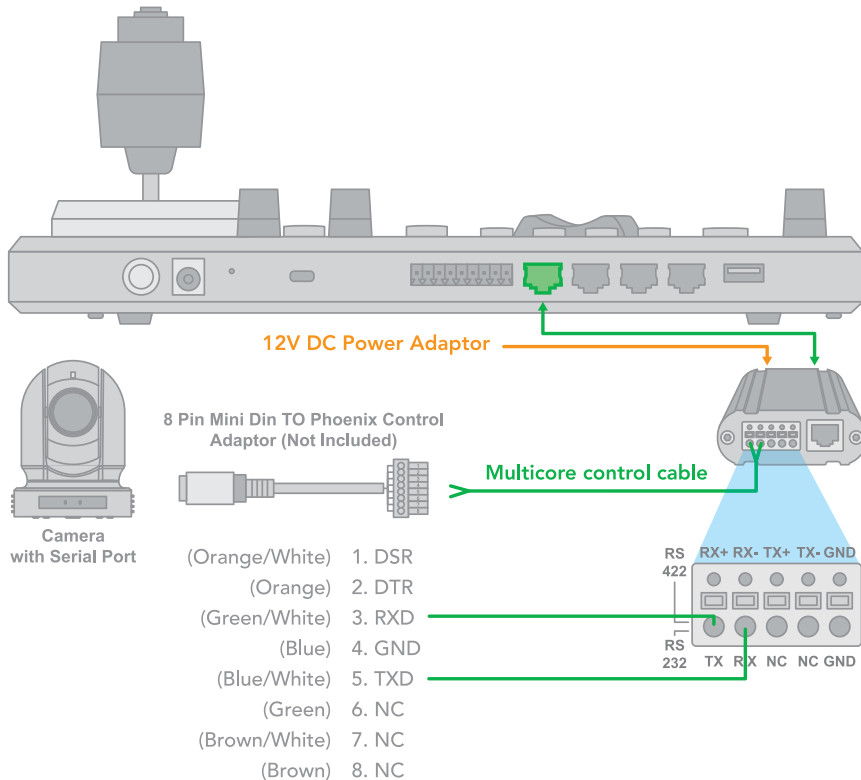 12V DC Power Adaptor
8 Pin Mini Din TO Phoenix Control
Adaptor (Not Included)
Multicore control cable
Camera
with Serial Port
(Orange/White) 1. DSR
(Orange) 2. DTR
(Green/White) 3. RXD
(Blue) 4. GND
(Blue/White) 5. TXD
(Green) 6. NC
(Brown/White) 7. NC
(Brown) 8. NC
RS
422
RX+ RX- TX+ TX- GND
RS
232
TX RX NC NC GND